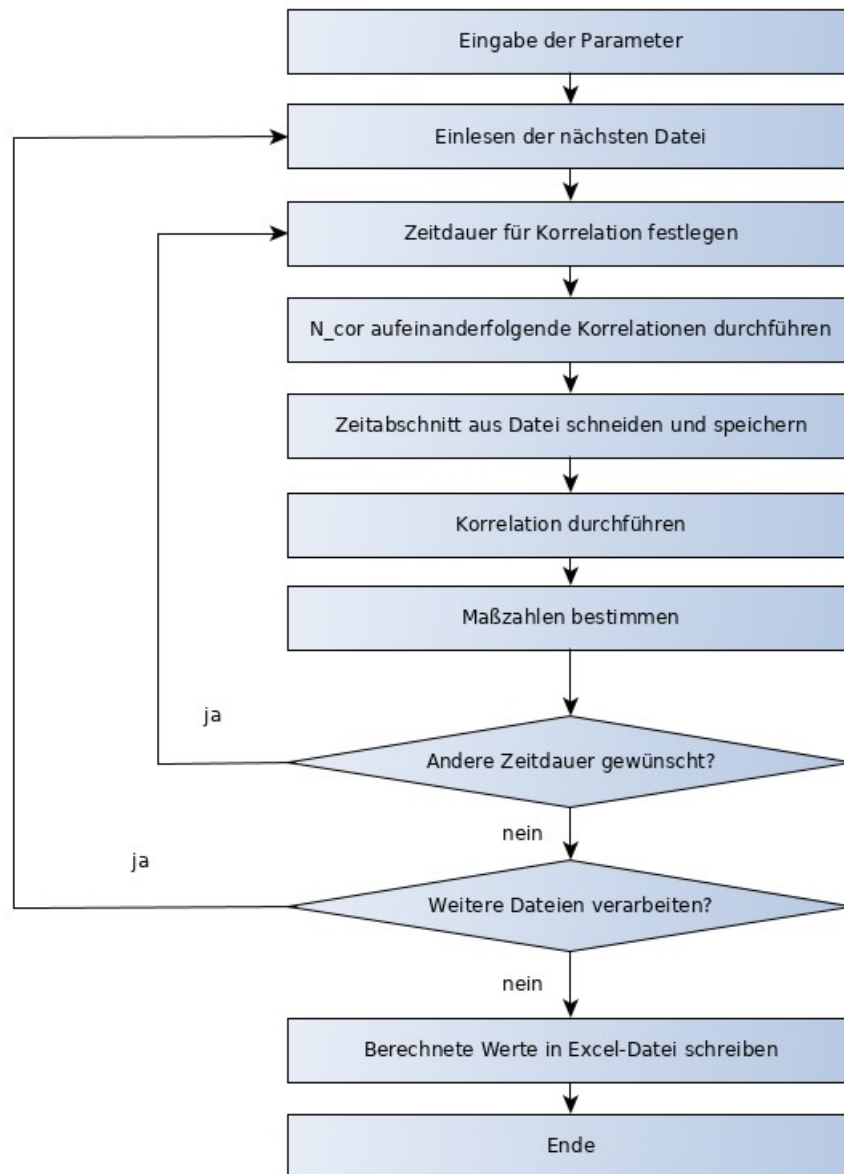 Eingabe der Parameter
Einlesen der nächsten Datei
Zeitdauer für Korrelation festlegen
N_cor aufeinanderfolgende Korrelationen durchführen
Zeitabschnitt aus Datei schneiden und speichern
Korrelation durchführen
Maßzahlen bestimmen
ja
Andere Zeitdauer gewünscht?
nein
ja
Weitere Dateien verarbeiten?
nein
Berechnete Werte in Excel-Datei schreiben
Ende